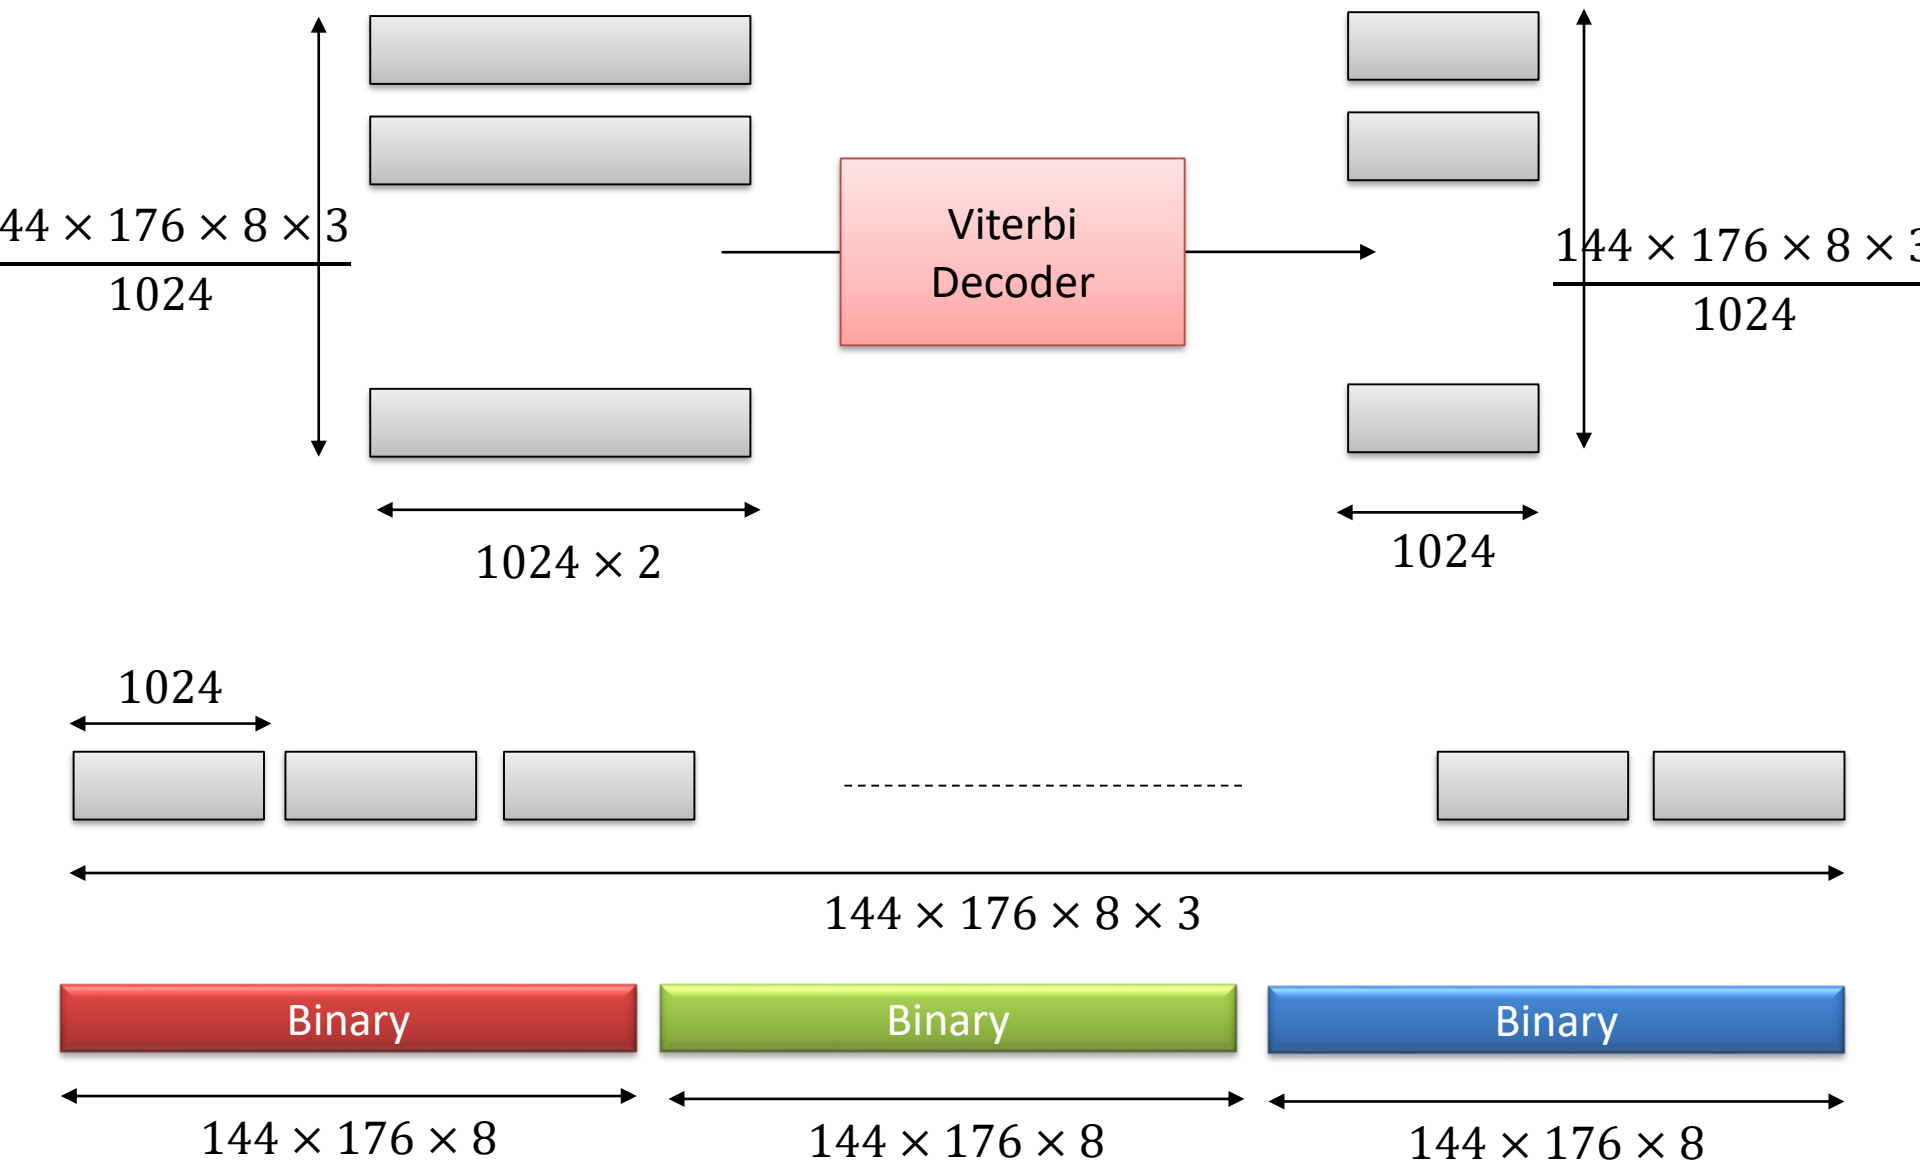 44 × 176 × 8 × 3
1024
Viterbi
Decoder
144 × 176 × 8 × 3
1024
1024 × 2
1024
1024
144 × 176 × 8 × 3
Binary
Binary
Binary
144 × 176 × 8
144 × 176 × 8
144 × 176 × 8